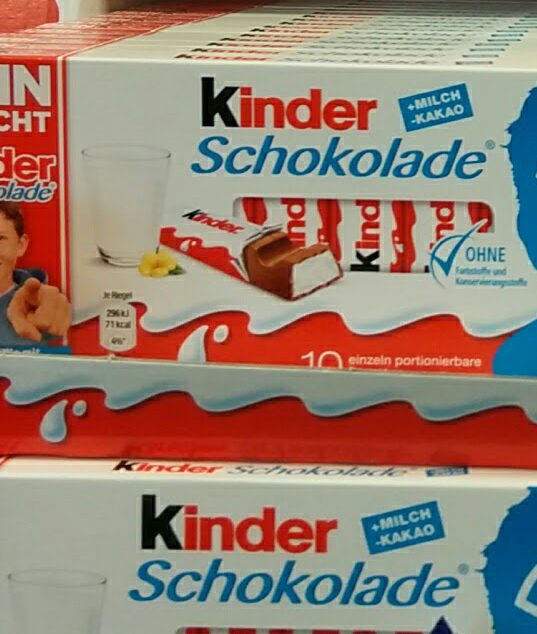 IN
CHT
der
olade
kinder
+MILCH
-KAKAO
Schokolade®
kinder
kind
OHNE
Farbstoffe und
Konservierungsstoffe
Je Riegel
296 kJ
71 kcal
10 einzeln portionierbare
kinder Schokolade
kinder
+MILCH
-KAKAO
Schokolade®